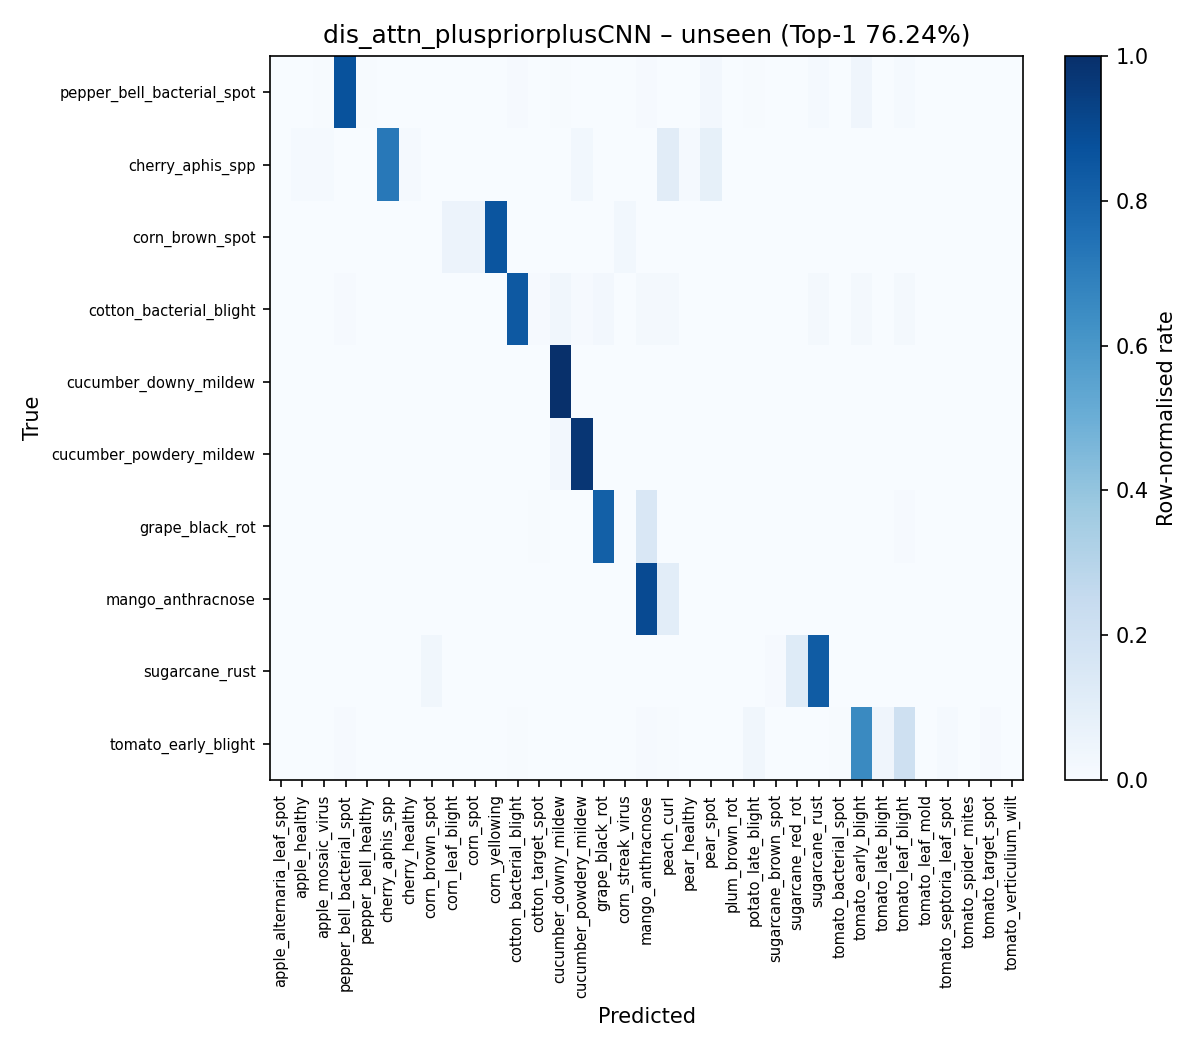 dis_attn_pluspriorplusCNN – unseen (Top-1 76.24%)
True
pepper_bell_bacterial_spot
cherry_aphis_spp
corn_brown_spot
cotton_bacterial_blight
cucumber_downy_mildew
cucumber_powdery_mildew
grape_black_rot
mango_anthracnose
sugarcane_rust
tomato_early_blight
apple_alternaria_leaf_spot
apple_healthy
apple_mosaic_virus
pepper_bell_bacterial_spot
pepper_bell_healthy
cherry_aphis_spp
cherry_healthy
corn_brown_spot
corn_leaf_blight
corn_spot
corn_yellowing
cotton_bacterial_blight
cotton_target_spot
cucumber_downy_mildew
cucumber_powdery_mildew
grape_black_rot
corn_streak_virus
mango_anthracnose
peach_curl
pear_healthy
pear_spot
plum_brown_rot
potato_late_blight
sugarcane_brown_spot
sugarcane_red_rot
sugarcane_rust
tomato_bacterial_spot
tomato_early_blight
tomato_late_blight
tomato_leaf_blight
tomato_leaf_mold
tomato_septoria_leaf_spot
tomato_spider_mites
tomato_target_spot
tomato_verticulium_wilt
Predicted
1.0
0.8
0.6
0.4
0.2
0.0
Row-normalised rate